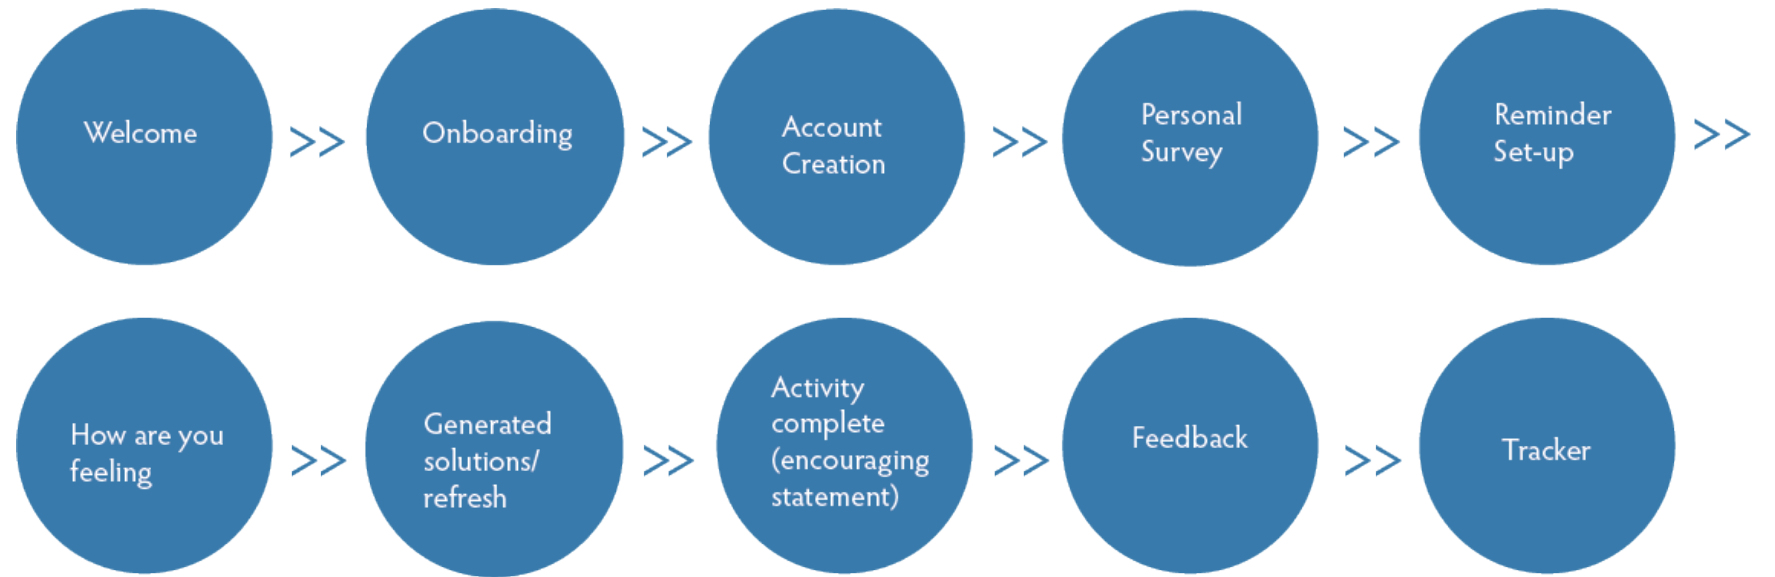 Welcome
>>
Onboarding
>>
Account
Creation
>>
Personal
Survey
>>
Reminder
Set-up
>>
How are you
feeling
>>
Generated
solutions/
refresh
>>
Activity
complete
(encouraging
statement)
>>
Feedback
>>
Tracker